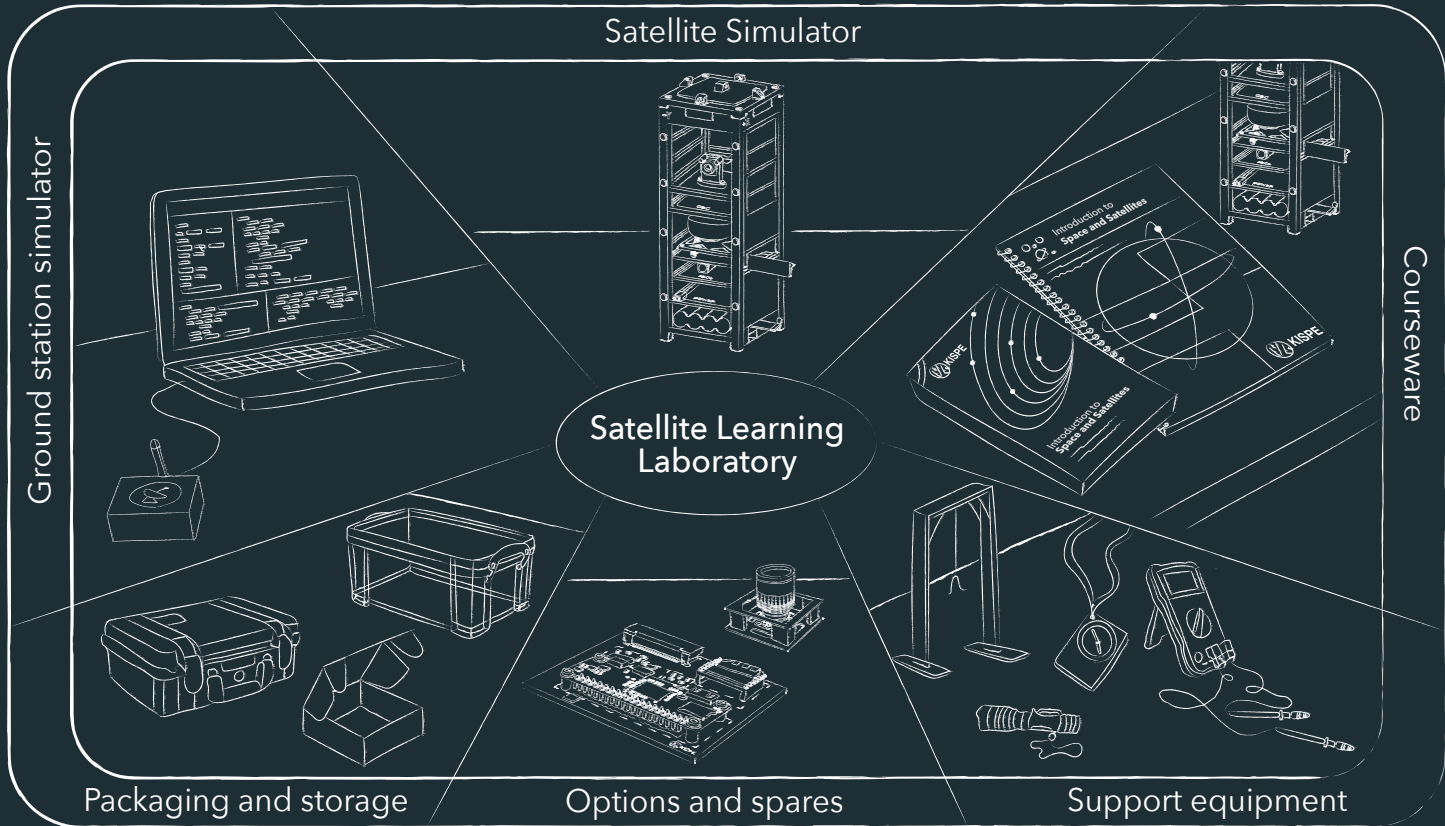 Satellite Simulator
Ground station simulator
Courseware
Introduction to
Space and Satellites
KISPE
KISPE
Introduction to
Space and Satellites
Satellite Learning
Laboratory
Packaging and storage
Options and spares
Support equipment